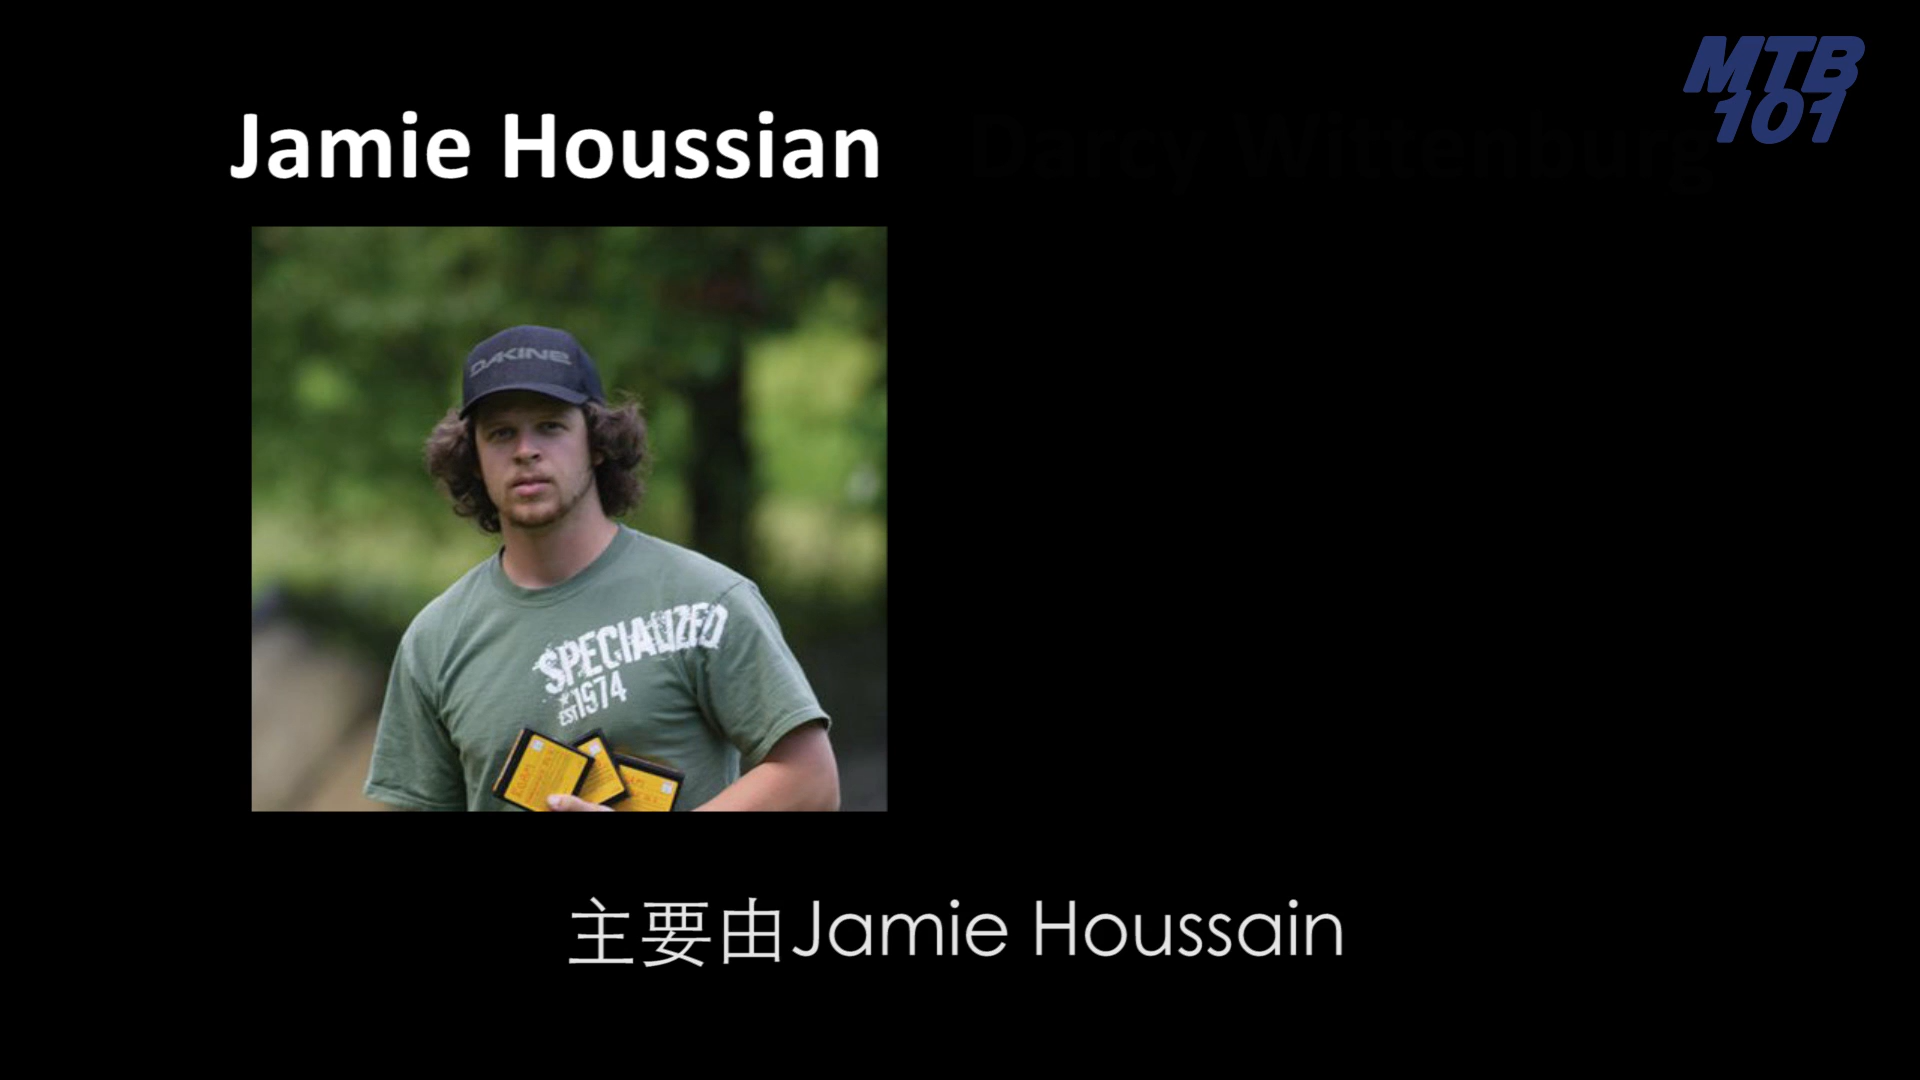 MTB
101
Jamie Houssian Darcy Wittenburg
DAKINE
SPECIALIZED
EST 1974
主要由Jamie Houssain